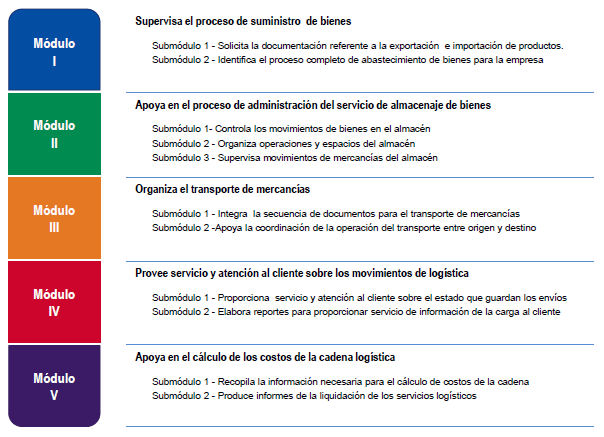 Módulo
I
Supervisa el proceso de suministro de bienes
Submódulo 1 - Solicita la documentación referente a la exportación e importación de productos.
Submódulo 2 - Identifica el proceso completo de abastecimiento de bienes para la empresa
Módulo
II
Apoya en el proceso de administración del servicio de almacenaje de bienes
Submódulo 1- Controla los movimientos de bienes en el almacén
Submódulo 2 - Organiza operaciones y espacios del almacén
Submódulo 3 - Supervisa movimientos de mercancías del almacén
Módulo
III
Organiza el transporte de mercancías
Submódulo 1 - Integra la secuencia de documentos para el transporte de mercancías
Submódulo 2 -Apoya la coordinación de la operación del transporte entre origen y destino
Módulo
IV
Provee servicio y atención al cliente sobre los movimientos de logística
Submódulo 1 - Proporciona servicio y atención al cliente sobre el estado que guardan los envíos
Submódulo 2 - Elabora reportes para proporcionar servicio de información de la carga al cliente
Módulo
V
Apoya en el cálculo de los costos de la cadena logística
Submódulo 1 - Recopila la información necesaria para el cálculo de costos de la cadena
Submódulo 2 - Produce informes de la liquidación de los servicios logísticos